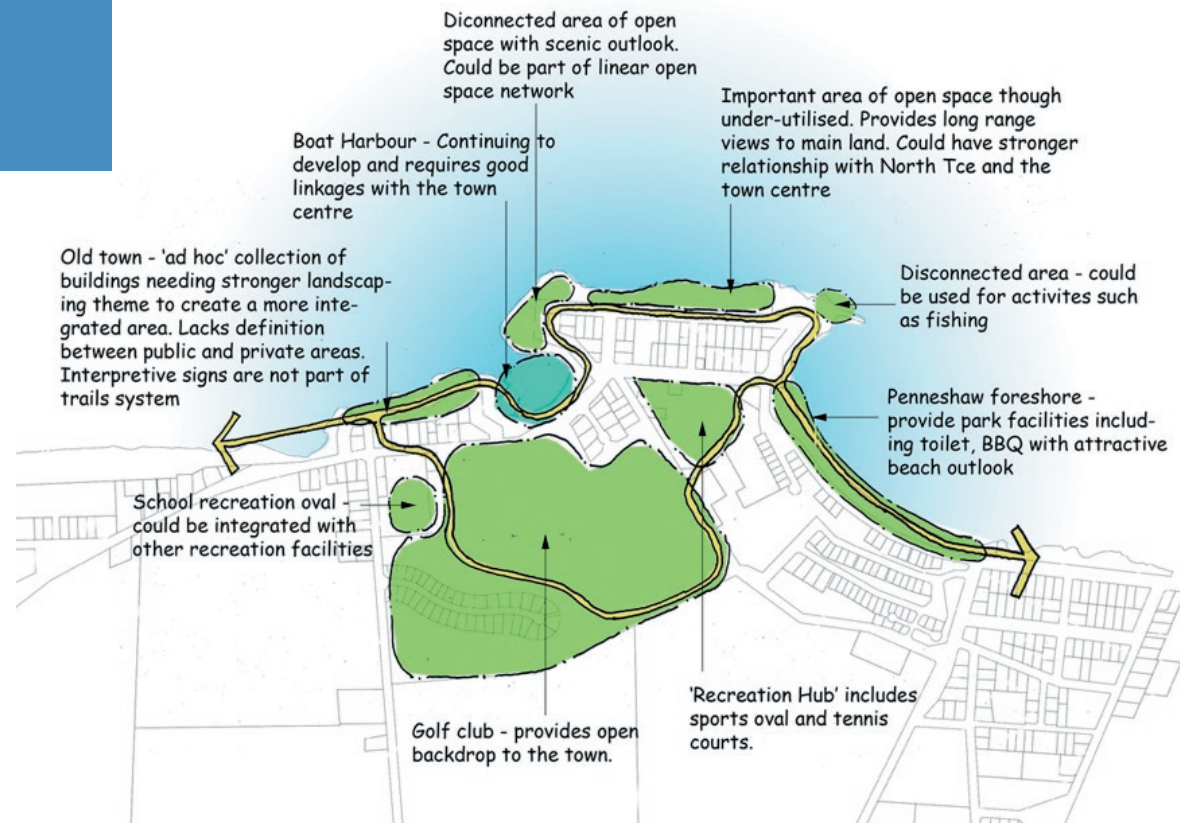 Diconnected area of open
space with scenic outlook.
Could be part of linear open
space network
Important area of open space though
under-utilised. Provides long range
views to main land. Could have stronger
relationship with North Tce and the
town centre
Boat Harbour - Continuing to
develop and requires good
linkages with the town
centre
Old town - 'ad hoc' collection of
buildings needing stronger landscap-
ing theme to create a more inte-
grated area. Lacks definition
between public and private areas.
Interpretive signs are not part of
trails system
Disconnected area - could
be used for activites such
as fishing
Penneshaw foreshore -
provide park facilities includ-
ing toilet, BBQ with attractive
beach outlook
School recreation oval -
could be integrated with
other recreation facilities
'Recreation Hub' includes
sports oval and tennis
courts.
Golf club - provides open
backdrop to the town.